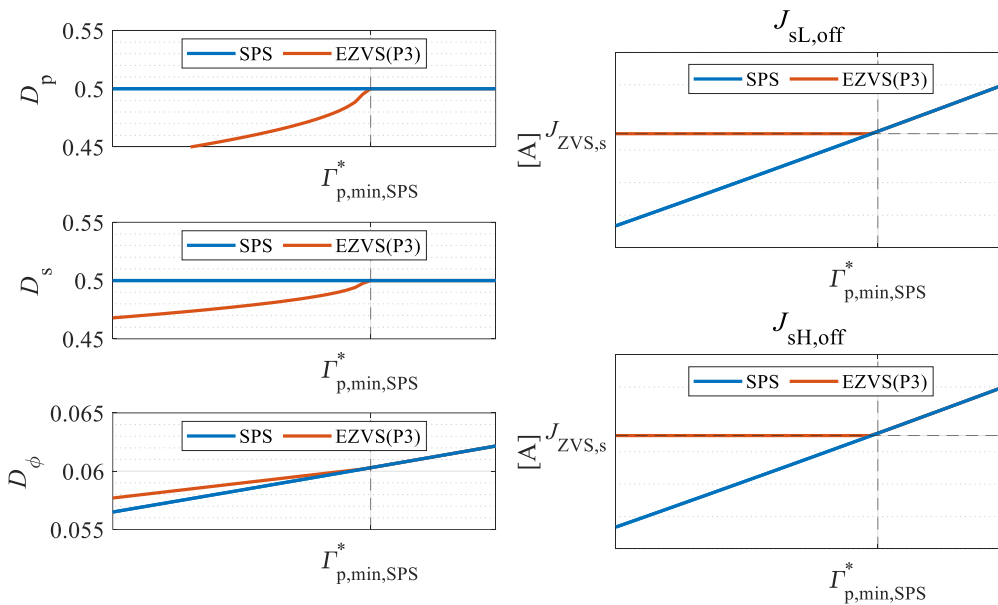 0.55
SPS EZVS(P3)
D_p
0.5
0.45
Γ*_p,min,SPS
0.55
SPS EZVS(P3)
D_s
0.5
0.45
Γ*_p,min,SPS
0.065
SPS EZVS(P3)
D_ϕ
0.06
0.055
Γ*_p,min,SPS
J_sL,off
SPS EZVS(P3)
[A] J_ZVS,s
Γ*_p,min,SPS
J_sH,off
SPS EZVS(P3)
[A] J_ZVS,s
Γ*_p,min,SPS